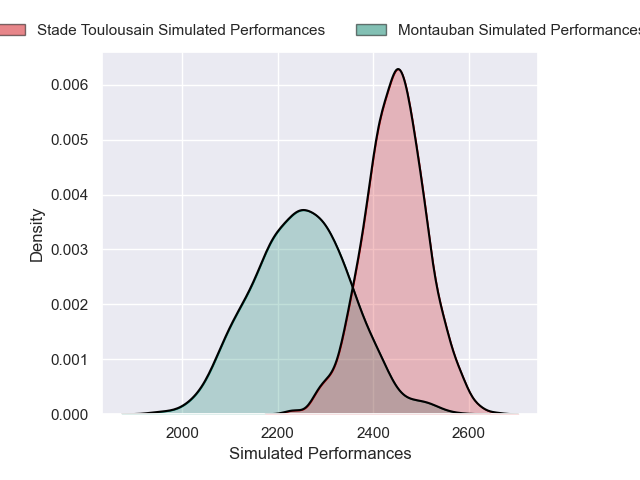 Stade Toulousain Simulated Performances
Montauban Simulated Performances
0.006
0.005
0.004
0.003
0.002
0.001
0.000
Density
2000 2200 2400 2600
Simulated Performances